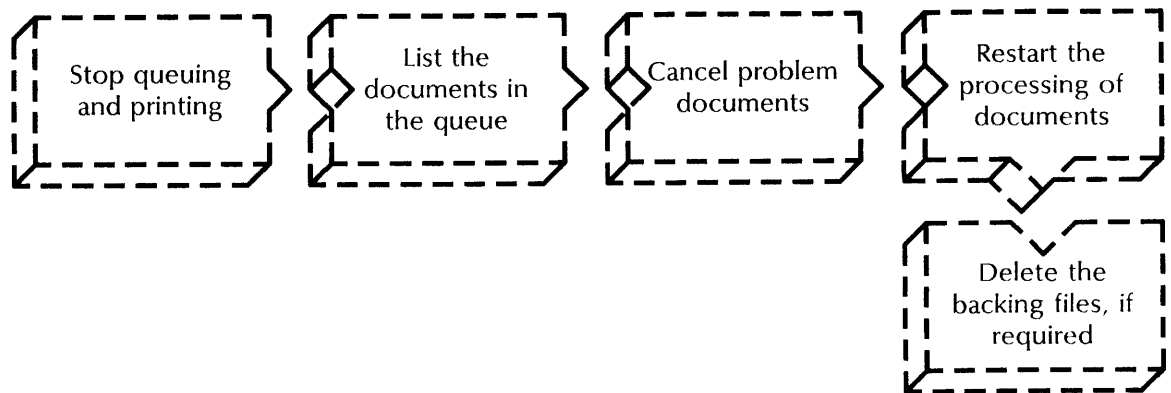 Stop queuing
and printing
List the
documents in
the queue
Cancel problem
documents
Restart the
processing of
documents
Delete the
backing files, if
required